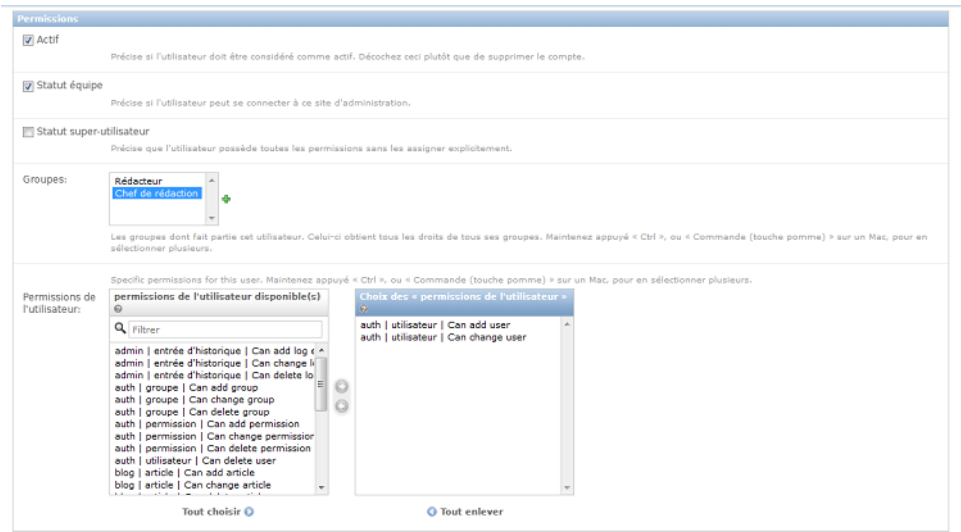 Permissions
Actif
Précise si l'utilisateur doit être considéré comme actif. Décochez ceci plutôt que de supprimer le compte.
Statut équipe
Précise si l'utilisateur peut se connecter à ce site d'administration.
Statut super-utilisateur
Précise que l'utilisateur possède toutes les permissions sans les assigner explicitement.
Groupes:
Rédacteur
Chef de rédaction
Les groupes dont fait partie cet utilisateur. Celui-ci obtient tous les droits de tous ses groupes. Maintenez appuyé « Ctrl », ou « Commande (touche pomme) » sur un Mac, pour en
sélectionner plusieurs.
Specific permissions for this user. Maintenez appuyé « Ctrl », ou « Commande (touche pomme) » sur un Mac, pour en sélectionner plusieurs.
Permissions de
l'utilisateur:
permissions de l'utilisateur disponible(s)
Filtrer
admin | entrée d'historique | Can add log
admin | entrée d'historique | Can change
admin | entrée d'historique | Can delete
auth | groupe | Can add group
auth | groupe | Can change group
auth | groupe | Can delete group
auth | permission | Can add permission
auth | permission | Can change permission
auth | permission | Can delete permission
auth | utilisateur | Can delete user
blog | article | Can add article
blog | article | Can change article
Tout choisir
Choix des « permissions de l'utilisateur »
auth | utilisateur | Can add user
auth | utilisateur | Can change user
Tout enlever